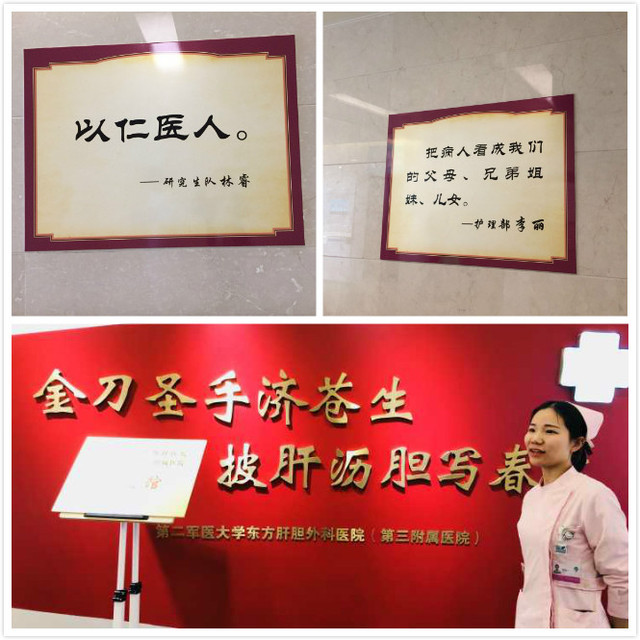 以仁医人。
——研究生队林睿
把病人看成我们
的父母、兄弟姐
妹、儿女。
——护理部李丽
金刀圣手济苍生
披肝沥胆写春
第二军医大学东方肝胆外科医院（第三附属医院）